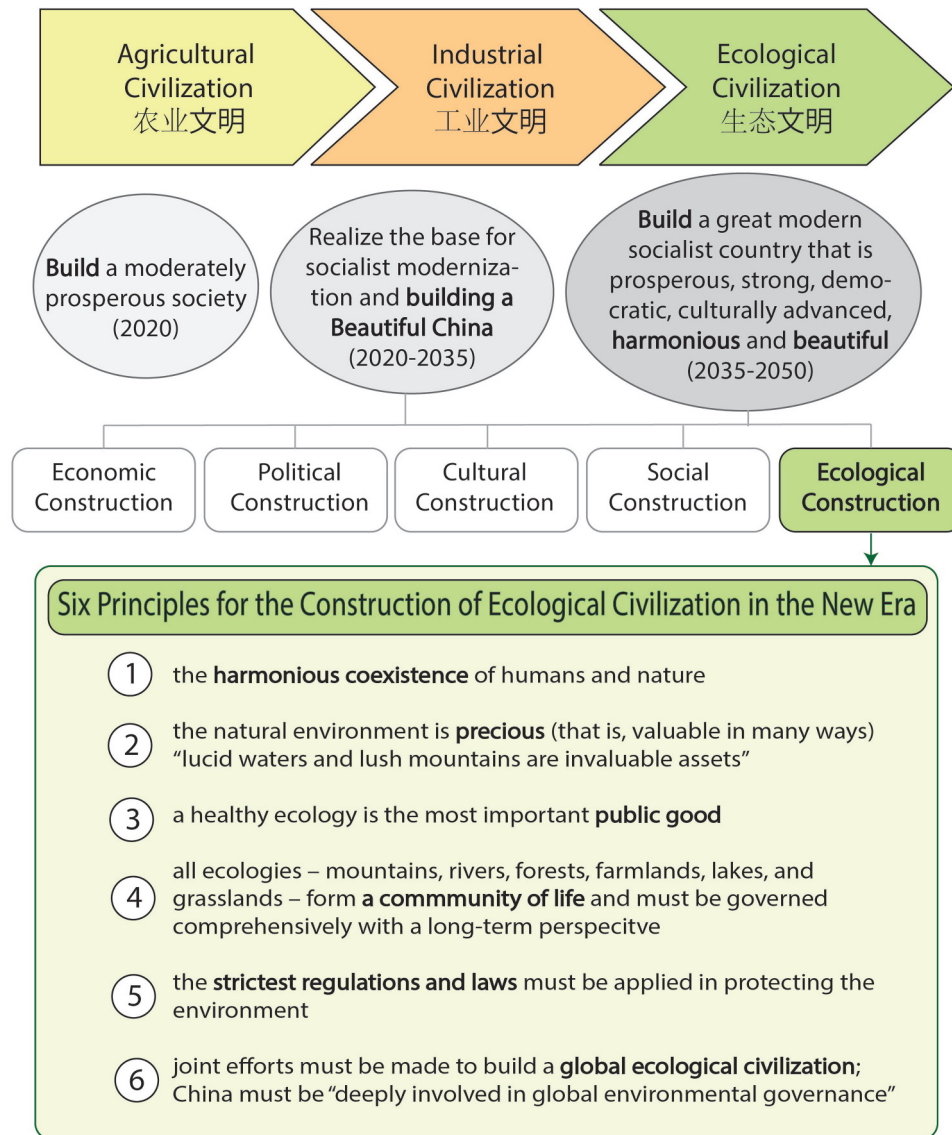 Agricultural
Civilization
农业文明
Industrial
Civilization
工业文明
Ecological
Civilization
生态文明
Build a moderately
prosperous society
(2020)
Realize the base for
socialist moderniza-
tion and building a
Beautiful China
(2020-2035)
Build a great modern
socialist country that is
prosperous, strong, demo-
cratic, culturally advanced,
harmonious and beautiful
(2035-2050)
Economic
Construction
Political
Construction
Cultural
Construction
Social
Construction
Ecological
Construction
Six Principles for the Construction of Ecological Civilization in the New Era
1 the harmonious coexistence of humans and nature
2 the natural environment is precious (that is, valuable in many ways)
“lucid waters and lush mountains are invaluable assets”
3 a healthy ecology is the most important public good
4 all ecologies – mountains, rivers, forests, farmlands, lakes, and
grasslands – form a commmunity of life and must be governed
comprehensively with a long-term perspecitve
5 the strictest regulations and laws must be applied in protecting the
environment
6 joint efforts must be made to build a global ecological civilization;
China must be “deeply involved in global environmental governance”